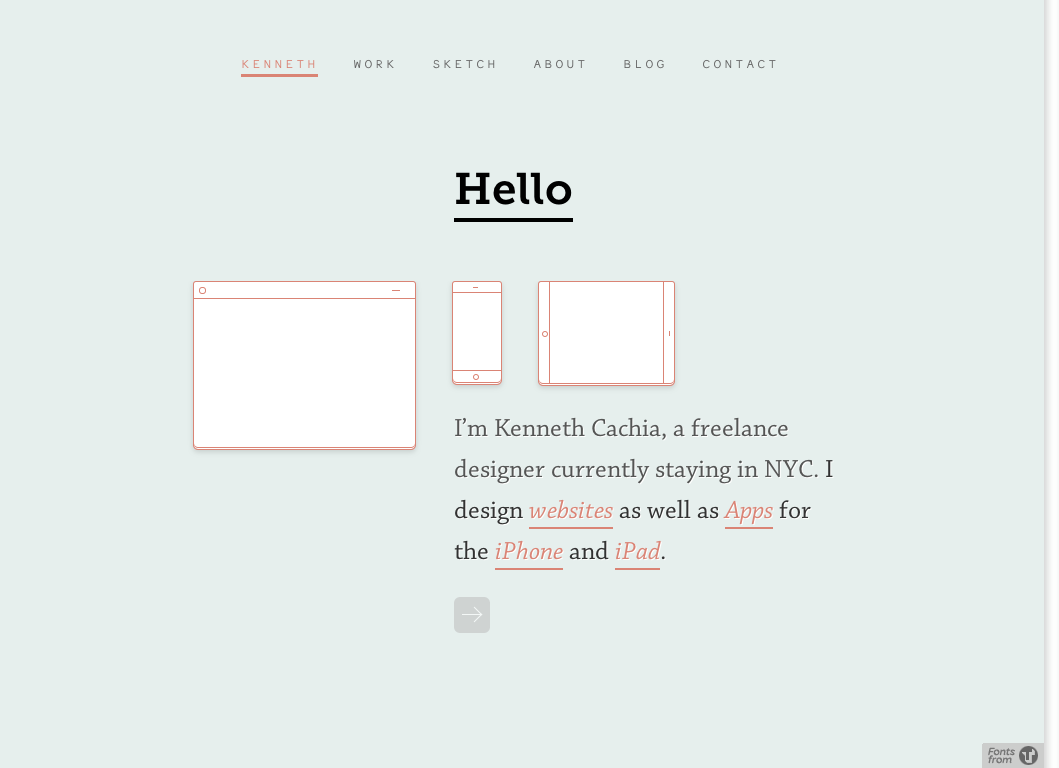 KENNETH WORK SKETCH ABOUT BLOG CONTACT
Hello
I’m Kenneth Cachia, a freelance
designer currently staying in NYC. I
design websites as well as Apps for
the iPhone and iPad.
Fonts
from